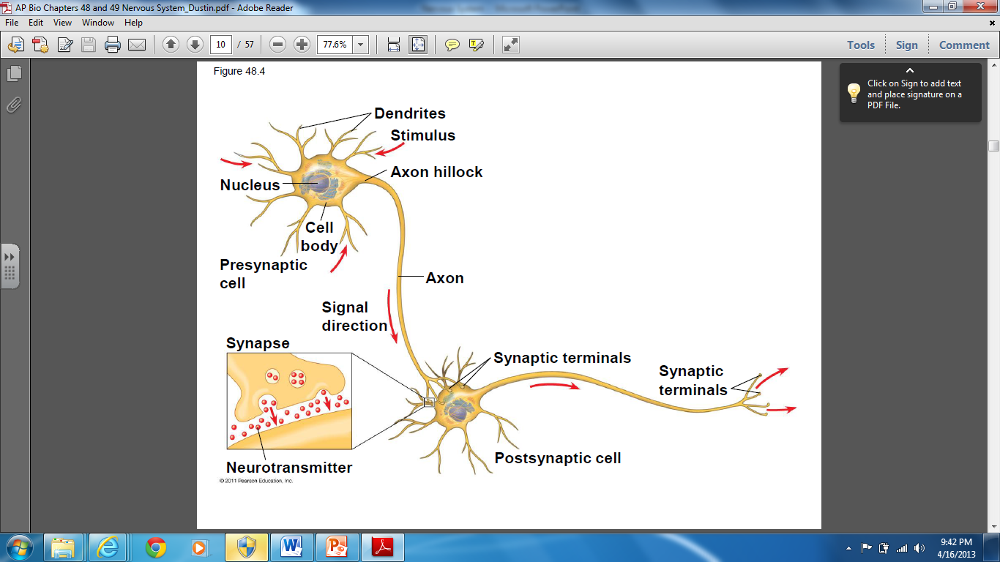 AP Bio Chapters 48 and 49 Nervous System_Dustin.pdf - Adobe Reader
File Edit View Window Help
10 / 57
77.6%
Tools Sign Comment
Click on Sign to add text
and place signature on a
PDF File.
Figure 48.4
Dendrites
Stimulus
Axon hillock
Nucleus
Cell
body
Presynaptic
cell
Axon
Signal
direction
Synapse
Synaptic terminals
Synaptic
terminals
Postsynaptic cell
Neurotransmitter
© 2011 Pearson Education, Inc.
9:42 PM
4/16/2013